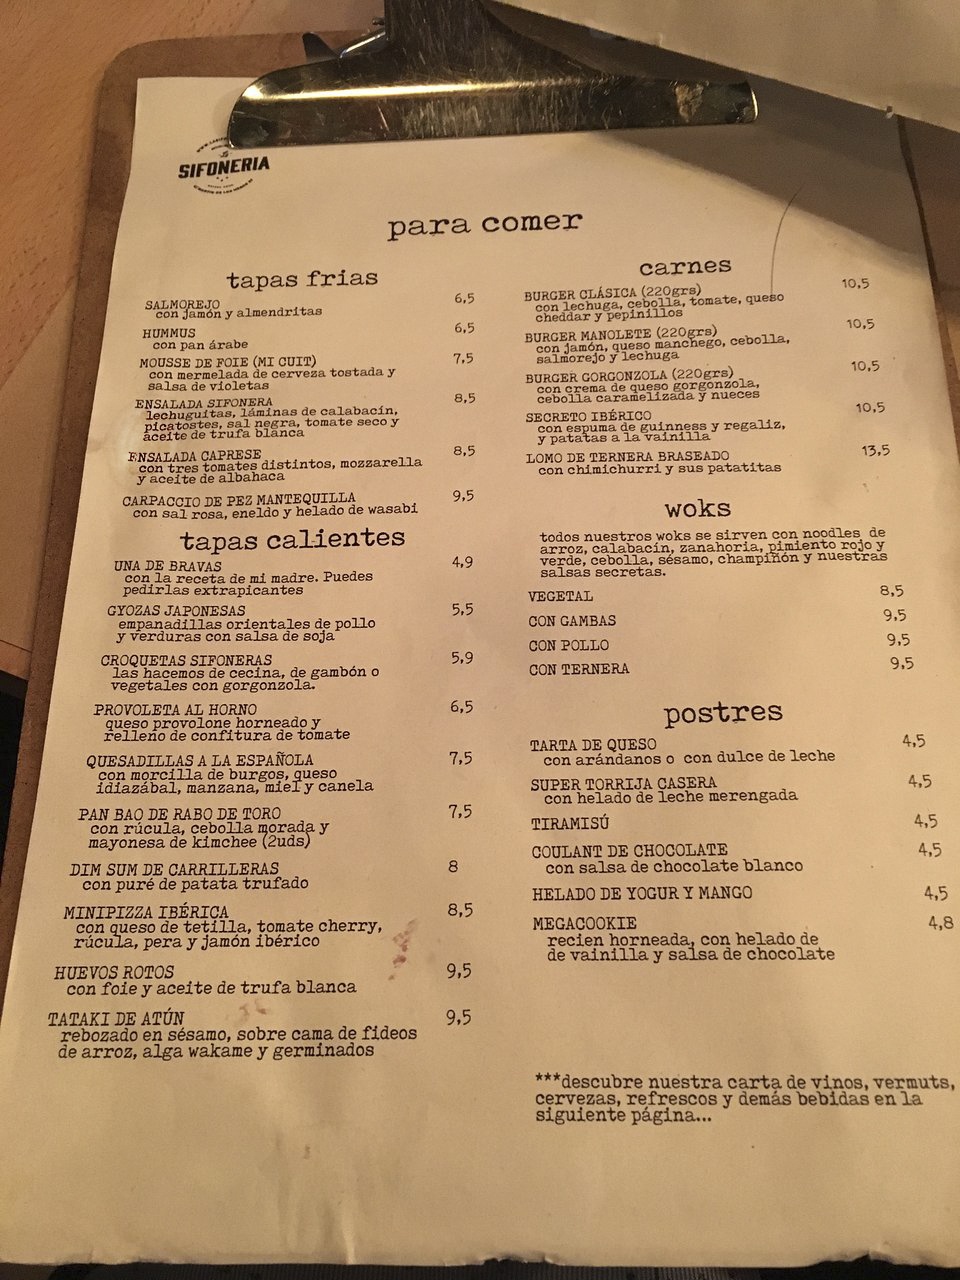 SIFONERIA
para comer
tapas frias
SALMOREJO 6,5
con jamón y almendritas
HUMMUS 6,5
con pan árabe
MOUSSE DE FOIE (MI CUIT) 7,5
con mermelada de cerveza tostada y
salsa de violetas
ENSALADA SIFONERA 8,5
lechuguitas, láminas de calabacín,
picatostes, sal negra, tomate seco y
aceite de trufa blanca
ENSALADA CAPRESE 8,5
con tres tomates distintos, mozzarella
y aceite de albahaca
CARPACCIO DE PEZ MANTEQUILLA 9,5
con sal rosa, eneldo y helado de wasabi
tapas calientes
UNA DE BRAVAS 4,9
con la receta de mi madre. Puedes
pedirlas extrapicantes
GYOZAS JAPONESAS 5,5
empanadillas orientales de pollo
y verduras con salsa de soja
CROQUETAS SIFONERAS 5,9
las hacemos de cecina, de gambón o
vegetales con gorgonzola.
PROVOLETA AL HORNO 6,5
queso provolone horneado y
relleno de confitura de tomate
QUESADILLAS A LA ESPAÑOLA 7,5
con morcilla de burgos, queso
idiazábal, manzana, miel y canela
PAN BAO DE RABO DE TORO 7,5
con rúcula, cebolla morada y
mayonesa de kimchee (2uds)
DIM SUM DE CARRILLERAS 8
con puré de patata trufado
MINIPIZZA IBÉRICA 8,5
con queso de tetilla, tomate cherry,
rúcula, pera y jamón ibérico
HUEVOS ROTOS 9,5
con foie y aceite de trufa blanca
TATAKI DE ATÚN 9,5
rebozado en sésamo, sobre cama de fideos
de arroz, alga wakame y germinados
carnes
BURGER CLÁSICA (220grs) 10,5
con lechuga, cebolla, tomate, queso
cheddar y pepinillos
BURGER MANOLETE (220grs) 10,5
con jamón, queso manchego, cebolla,
salmorejo y lechuga
BURGER GORGONZOLA (220grs) 10,5
con crema de queso gorgonzola,
cebolla caramelizada y nueces
SECRETO IBÉRICO 10,5
con espuma de guinness y regaliz,
y patatas a la vainilla
LOMO DE TERNERA BRASEADO 13,5
con chimichurri y sus patatitas
woks
todos nuestros woks se sirven con noodles de
arroz, calabacín, zanahoria, pimiento rojo y
verde, cebolla, sésamo, champiñón y nuestras
salsas secretas.
VEGETAL 8,5
CON GAMBAS 9,5
CON POLLO 9,5
CON TERNERA 9,5
postres
TARTA DE QUESO 4,5
con arándanos o con dulce de leche
SUPER TORRIJA CASERA 4,5
con helado de leche merengada
TIRAMISÚ 4,5
COULANT DE CHOCOLATE 4,5
con salsa de chocolate blanco
HELADO DE YOGUR Y MANGO 4,5
MEGACOOKIE 4,8
recien horneada, con helado de
de vainilla y salsa de chocolate
***descubre nuestra carta de vinos, vermuts,
cervezas, refrescos y demás bebidas en la
siguiente página...